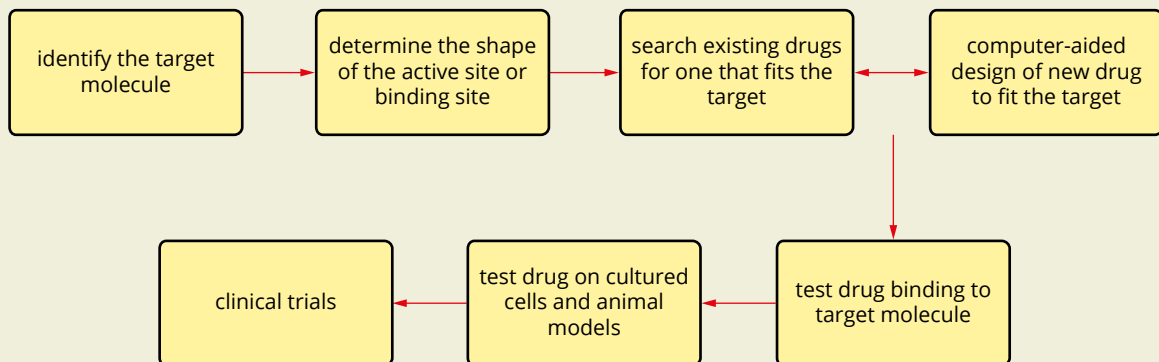 identify the target
molecule
determine the shape
of the active site or
binding site
search existing drugs
for one that fits the
target
computer-aided
design of new drug
to fit the target
test drug binding to
target molecule
test drug on cultured
cells and animal
models
clinical trials